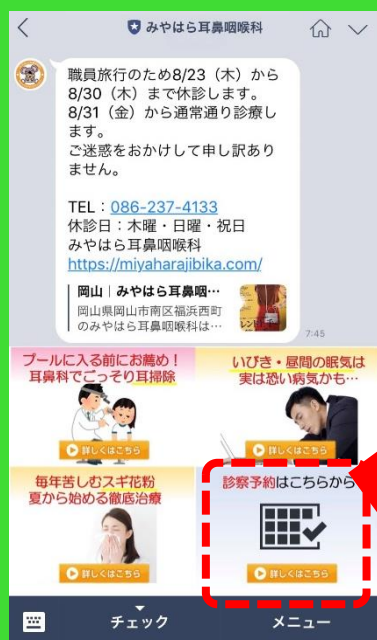 みやはら耳鼻咽喉科
職員旅行のため8/23（木）から
8/30（木）まで休診します。
8/31（金）から通常通り診療し
ます。
ご迷惑をおかけして申し訳あり
ません。
TEL：086-237-4133
休診日：木曜・日曜・祝日
みやはら耳鼻咽喉科
https://miyaharajibika.com/
岡山｜みやはら耳鼻咽…
岡山県岡山市南区福浜西町
のみやはら耳鼻咽喉科は…
7:45
プールに入る前にお薦め！
耳鼻科でごっそり耳掃除
詳しくはこちら
いびき・昼間の眠気は
実は恐い病気かも…
詳しくはこちら
毎年苦しむスギ花粉
夏から始める徹底治療
詳しくはこちら
診察予約はこちらから
詳しくはこちら
チェック
メニュー